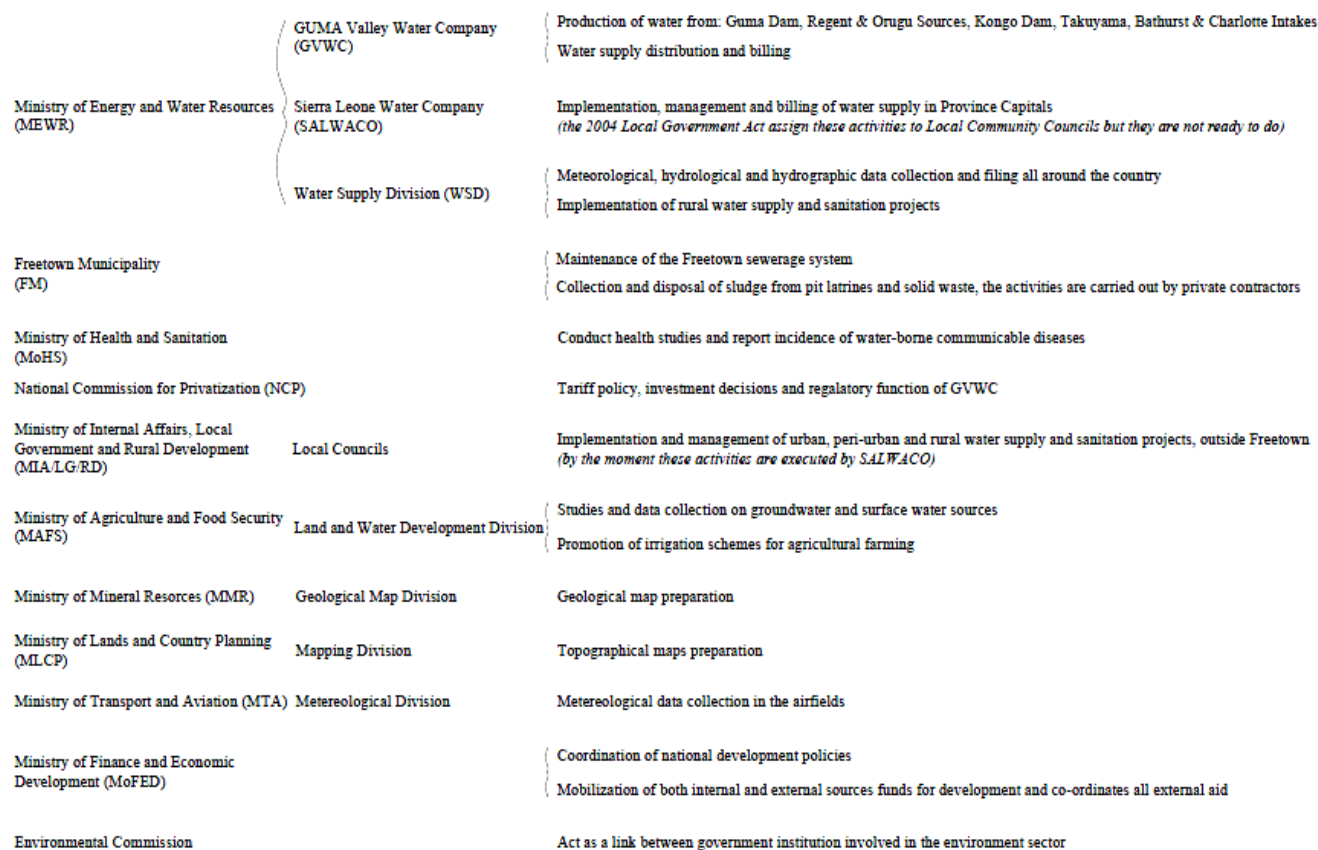 GUMA Valley Water Company
(GVWC)
Production of water from: Guma Dam, Regent & Orugu Sources, Kongo Dam, Takuyama, Bathurst & Charlotte Intakes
Water supply distribution and billing
Ministry of Energy and Water Resources
(MEWR)
Sierra Leone Water Company
(SALWACO)
Implementation, management and billing of water supply in Province Capitals
(the 2004 Local Government Act assign these activities to Local Community Councils but they are not ready to do)
Water Supply Division (WSD)
Meteorological, hydrological and hydrographic data collection and filing all around the country
Implementation of rural water supply and sanitation projects
Freetown Municipality
(FM)
Maintenance of the Freetown sewerage system
Collection and disposal of sludge from pit latrines and solid waste, the activities are carried out by private contractors
Ministry of Health and Sanitation
(MoHS)
Conduct health studies and report incidence of water-borne communicable diseases
National Commission for Privatization (NCP)
Tariff policy, investment decisions and regalatory function of GVWC
Ministry of Internal Affairs, Local
Government and Rural Development
(MIA/LG/RD)
Local Councils
Implementation and management of urban, peri-urban and rural water supply and sanitation projects, outside Freetown
(by the moment these activities are executed by SALWACO)
Ministry of Agriculture and Food Security
(MAFS)
Land and Water Development Division
Studies and data collection on groundwater and surface water sources
Promotion of irrigation schemes for agricultural farming
Ministry of Mineral Resorces (MMR)
Geological Map Division
Geological map preparation
Ministry of Lands and Country Planning
(MLCP)
Mapping Division
Topographical maps preparation
Ministry of Transport and Aviation (MTA)
Metereological Division
Metereological data collection in the airfields
Ministry of Finance and Economic
Development (MoFED)
Coordination of national development policies
Mobilization of both internal and external sources funds for development and co-ordinates all external aid
Environmental Commission
Act as a link between government institution involved in the environment sector